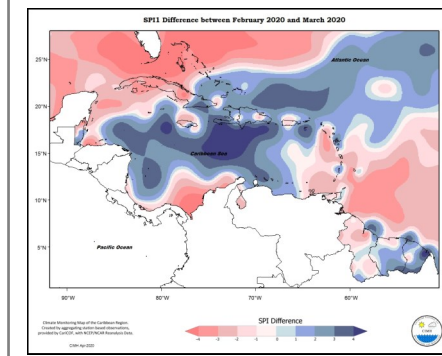 SPI1 Difference between February 2020 and March 2020
Atlantic Ocean
25°N
20°N
Caribbean Sea
15°N
10°N
Pacific Ocean
5°N
90°W 80°W 70°W 60°W
Climate Monitoring Map of the Caribbean Region.
Created by aggregating station-based observations,
provided by CariCOF, with NCEP/NCAR Reanalysis Data.
CIMH Apr-2020
SPI Difference
-4 -3 -2 -1 0 1 2 3 4
CIMH